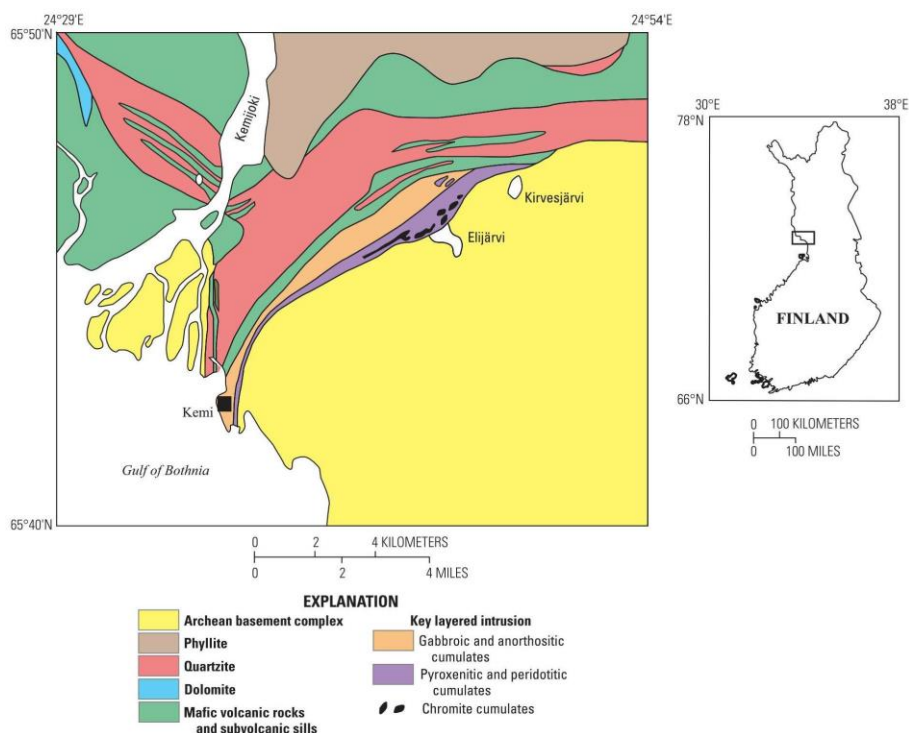 24°29'E
24°54'E
65°50'N
Kemijoki
Kirvesjärvi
Elijärvi
Kemi
Gulf of Bothnia
65°40'N
0 2 4 KILOMETERS
0 2 4 MILES
30°E
38°E
78°N
FINLAND
66°N
0 100 KILOMETERS
0 100 MILES
EXPLANATION
Archean basement complex
Phyllite
Quartzite
Dolomite
Mafic volcanic rocks
and subvolcanic sills
Key layered intrusion
Gabbroic and anorthositic
cumulates
Pyroxenitic and peridotitic
cumulates
Chromite cumulates